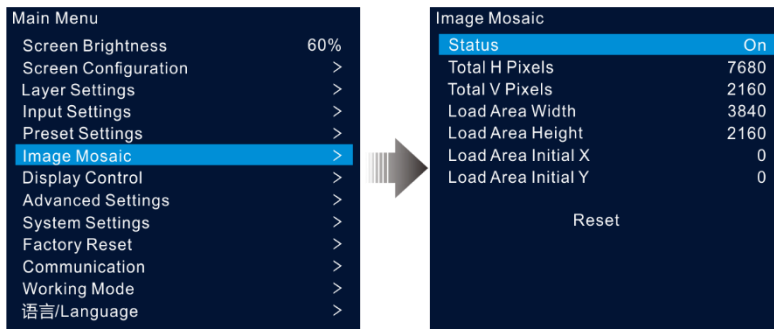 Main Menu
Screen Brightness 60%
Screen Configuration >
Layer Settings >
Input Settings >
Preset Settings >
Image Mosaic >
Display Control >
Advanced Settings >
System Settings >
Factory Reset >
Communication >
Working Mode >
语言/Language >
Image Mosaic
Status On
Total H Pixels 7680
Total V Pixels 2160
Load Area Width 3840
Load Area Height 2160
Load Area Initial X 0
Load Area Initial Y 0
Reset